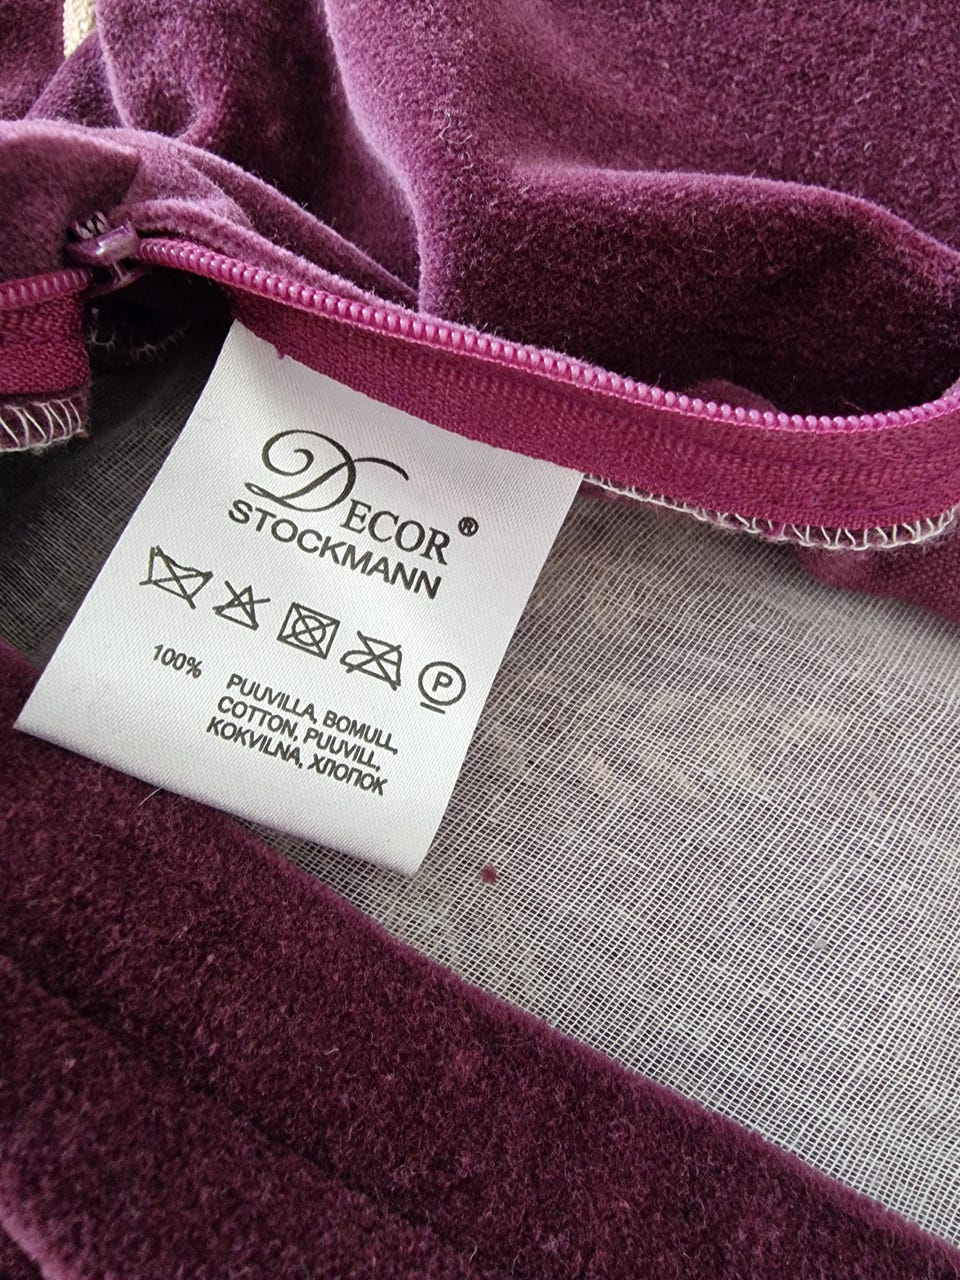 DECOR®
STOCKMANN
P
100% PUUVILLA, BOMULL,
COTTON, PUUVILL,
KOKVILNA, ХЛОПОК